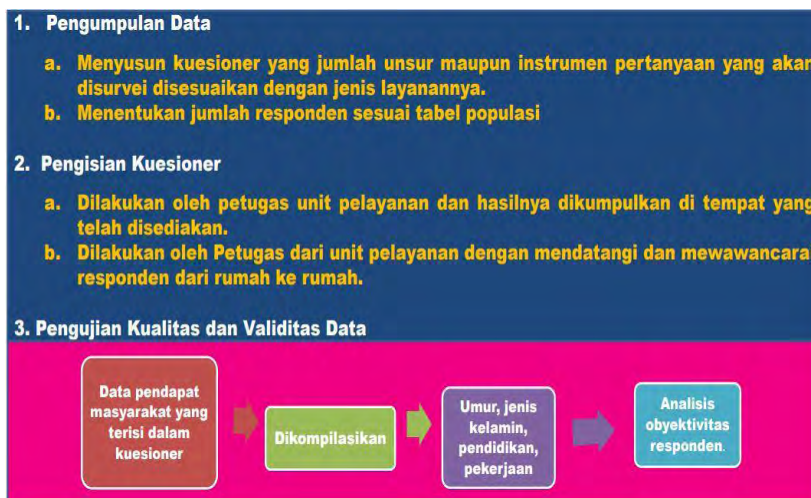 1. Pengumpulan Data
a. Menyusun kuesioner yang jumlah unsur maupun instrumen pertanyaan yang akan
disurvei disesuaikan dengan jenis layanannya.
b. Menentukan jumlah responden sesuai tabel populasi
2. Pengisian Kuesioner
a. Dilakukan oleh petugas unit pelayanan dan hasilnya dikumpulkan di tempat yang
telah disediakan.
b. Dilakukan oleh Petugas dari unit pelayanan dengan mendatangi dan mewawancara
responden dari rumah ke rumah.
3. Pengujian Kualitas dan Validitas Data
Data pendapat
masyarakat yang
terisi dalam
kuesioner
Dikompilasikan
Umur, jenis
kelamin,
pendidikan,
pekerjaan,
Analisis
obyektivitas
responden.